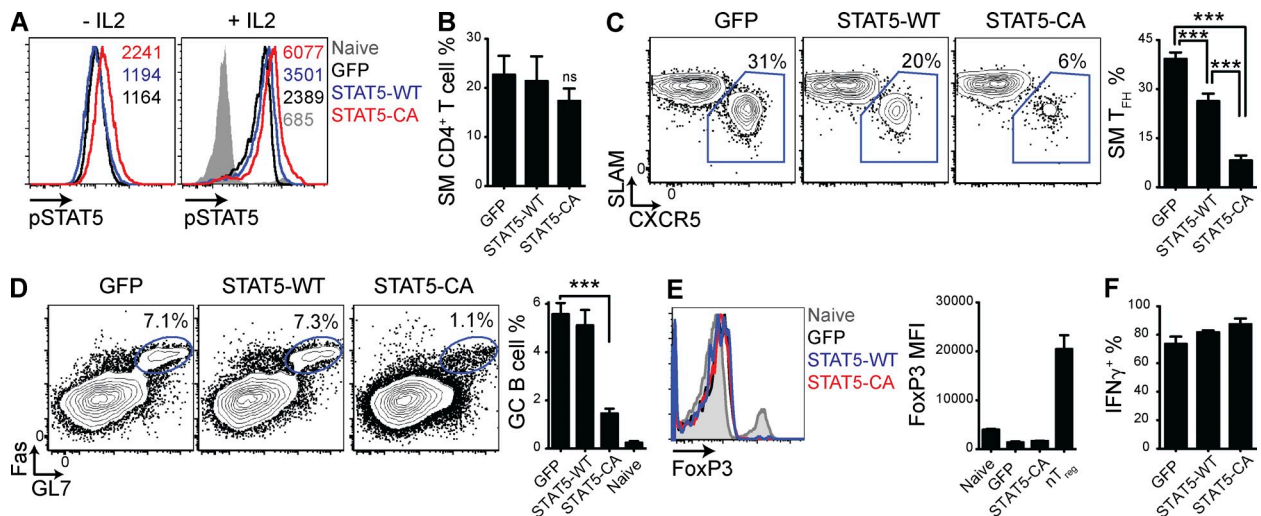 A
- IL2
+ IL2
2241
1194
1164
6077
3501
2389
685
Naive
GFP
STAT5-WT
STAT5-CA
pSTAT5
pSTAT5
B
SM CD4+ T cell %
30
20
10
0
ns
GFP
STAT5-WT
STAT5-CA
C
GFP
STAT5-WT
STAT5-CA
31%
20%
6%
0
0
SLAM
CXCR5
SM TFH %
45
30
15
0
***
***
***
GFP
STAT5-WT
STAT5-CA
D
GFP
STAT5-WT
STAT5-CA
7.1%
7.3%
1.1%
0
0
Fas
GL7
GC B cell %
6
4
2
0
***
GFP
STAT5-WT
STAT5-CA
Naive
E
Naive
GFP
STAT5-WT
STAT5-CA
FoxP3
FoxP3 MFI
30000
20000
10000
0
Naive
GFP
STAT5-CA
nTreg
F
IFNγ+ %
100
80
60
40
20
0
GFP
STAT5-WT
STAT5-CA